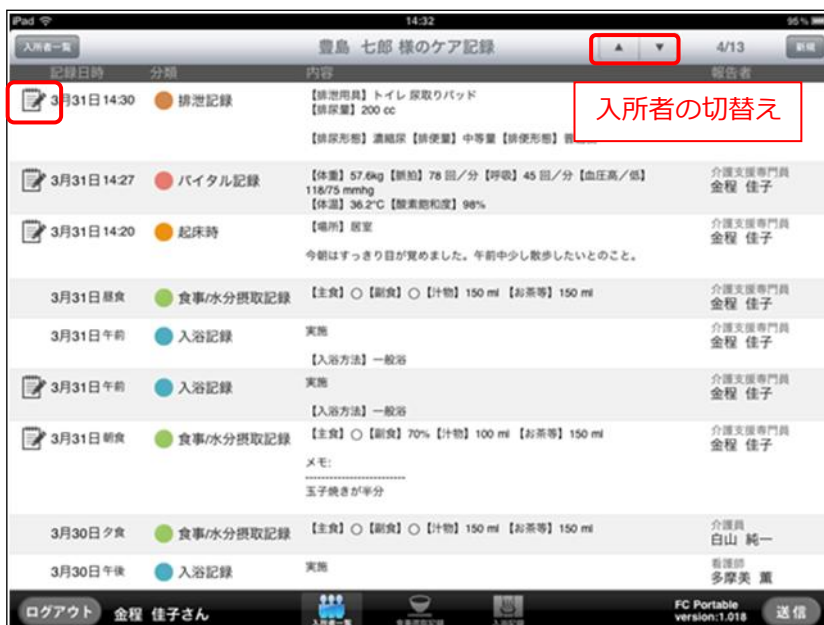 iPad 14:32 95%
入所者一覧 豊島 七郎 様のケア記録 ▲ ▼ 4/13 新規
記録日時 分類 内容 報告者
入所者の切替え
3月31日 14:30 排泄記録 【排泄用具】トイレ 尿取りパッド
【排尿量】200 cc
【排尿形態】濃縮尿【排便量】中等量【排便形態】
3月31日 14:27 バイタル記録 【体重】57.6kg【脈拍】78 回/分【呼吸】45 回/分【血圧高/低】
118/75 mmhg
【体温】36.2°C【酸素飽和度】98%
介護支援専門員
金程 佳子
3月31日 14:20 起床時 【場所】居室
今朝はすっきり目が覚めました。午前中少し散歩したいとのこと。
介護支援専門員
金程 佳子
3月31日 昼食 食事/水分摂取記録 【主食】○【副食】○【汁物】150 ml 【お茶等】150 ml
介護支援専門員
金程 佳子
3月31日 午前 入浴記録 実施
【入浴方法】一般浴
介護支援専門員
金程 佳子
3月31日 午前 入浴記録 実施
【入浴方法】一般浴
介護支援専門員
金程 佳子
3月31日 朝食 食事/水分摂取記録 【主食】○【副食】70%【汁物】100 ml 【お茶等】150 ml
メモ:
------------------------
玉子焼きが半分
介護支援専門員
金程 佳子
3月30日 夕食 食事/水分摂取記録 【主食】○【副食】○【汁物】150 ml 【お茶等】150 ml
介護員
白山 純一
3月30日 午後 入浴記録 実施
看護師
多摩美 薫
ログアウト 金程 佳子さん 入所者一覧 食事摂取記録 入浴記録 FC Portable
version:1.018 送信